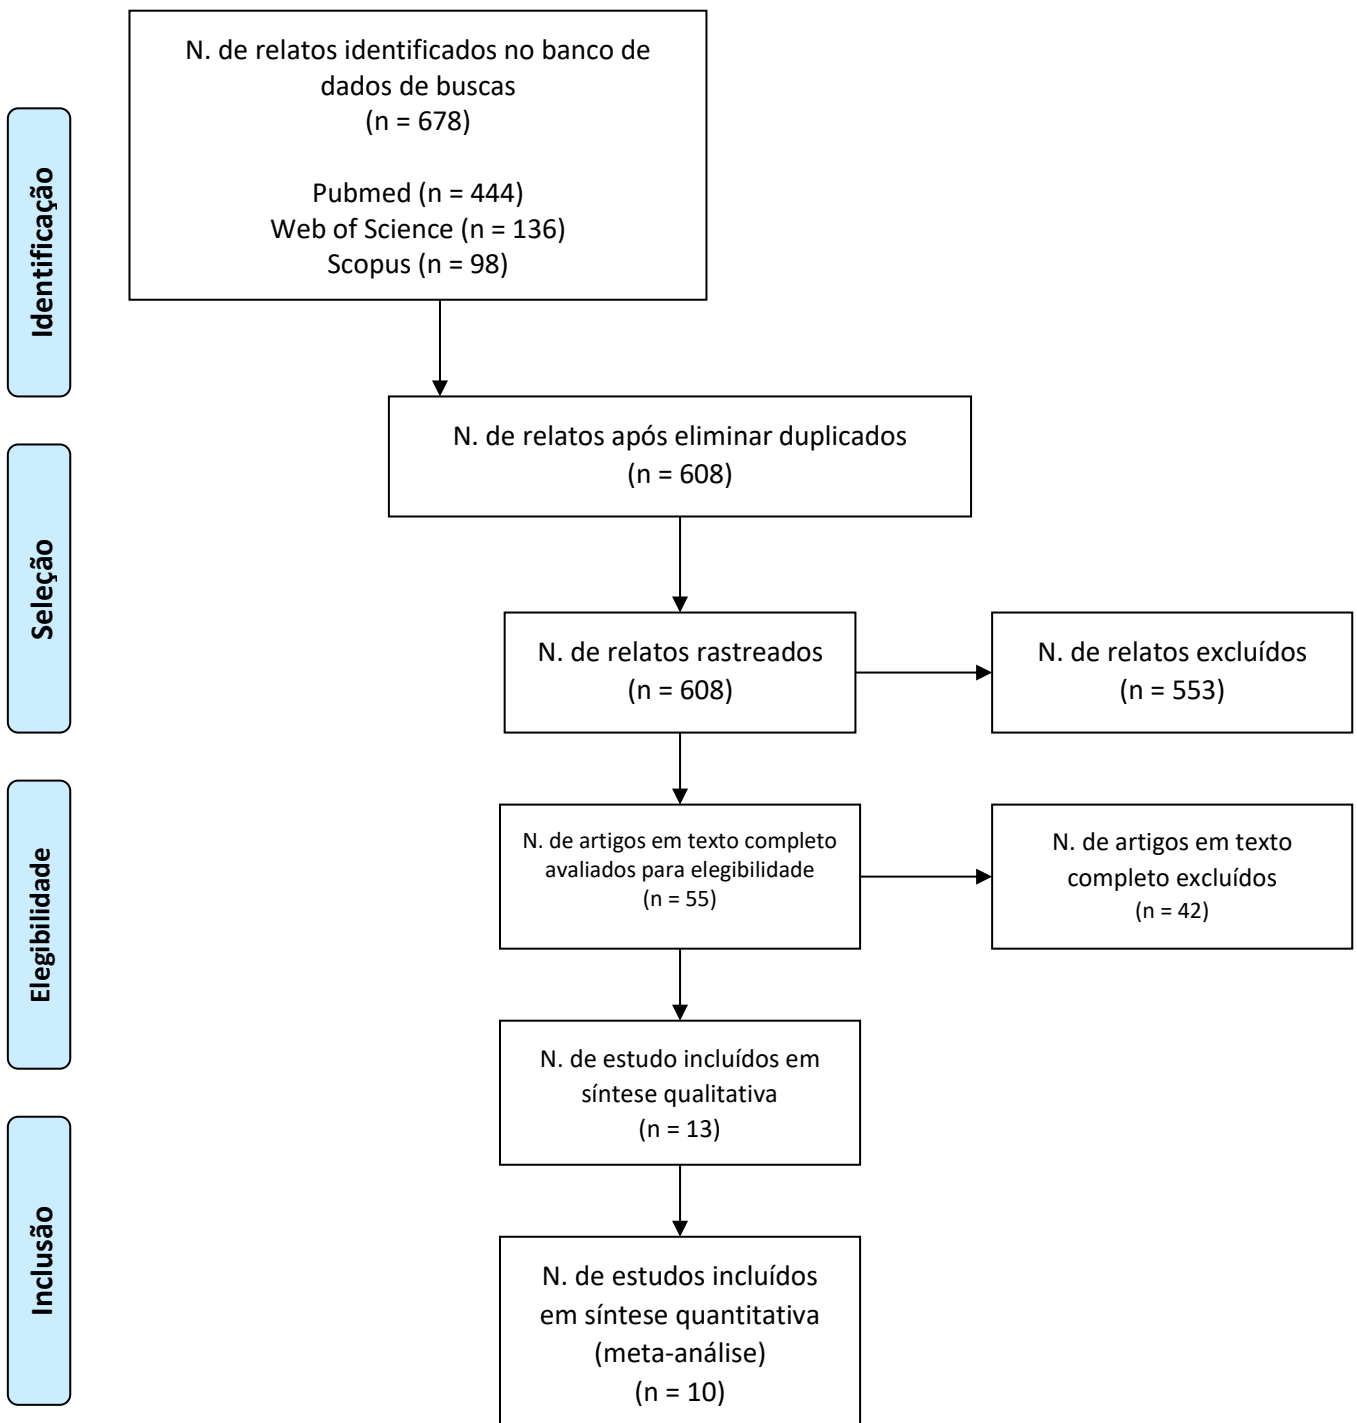 Identificação
N. de relatos identificados no banco de
dados de buscas
(n = 678)
Pubmed (n = 444)
Web of Science (n = 136)
Scopus (n = 98)
Seleção
N. de relatos após eliminar duplicados
(n = 608)
N. de relatos rastreados
(n = 608)
N. de relatos excluídos
(n = 553)
Elegibilidade
N. de artigos em texto completo
avaliados para elegibilidade
(n = 55)
N. de artigos em texto
completo excluídos
(n = 42)
N. de estudo incluídos em
síntese qualitativa
(n = 13)
Inclusão
N. de estudos incluídos
em síntese quantitativa
(meta-análise)
(n = 10)